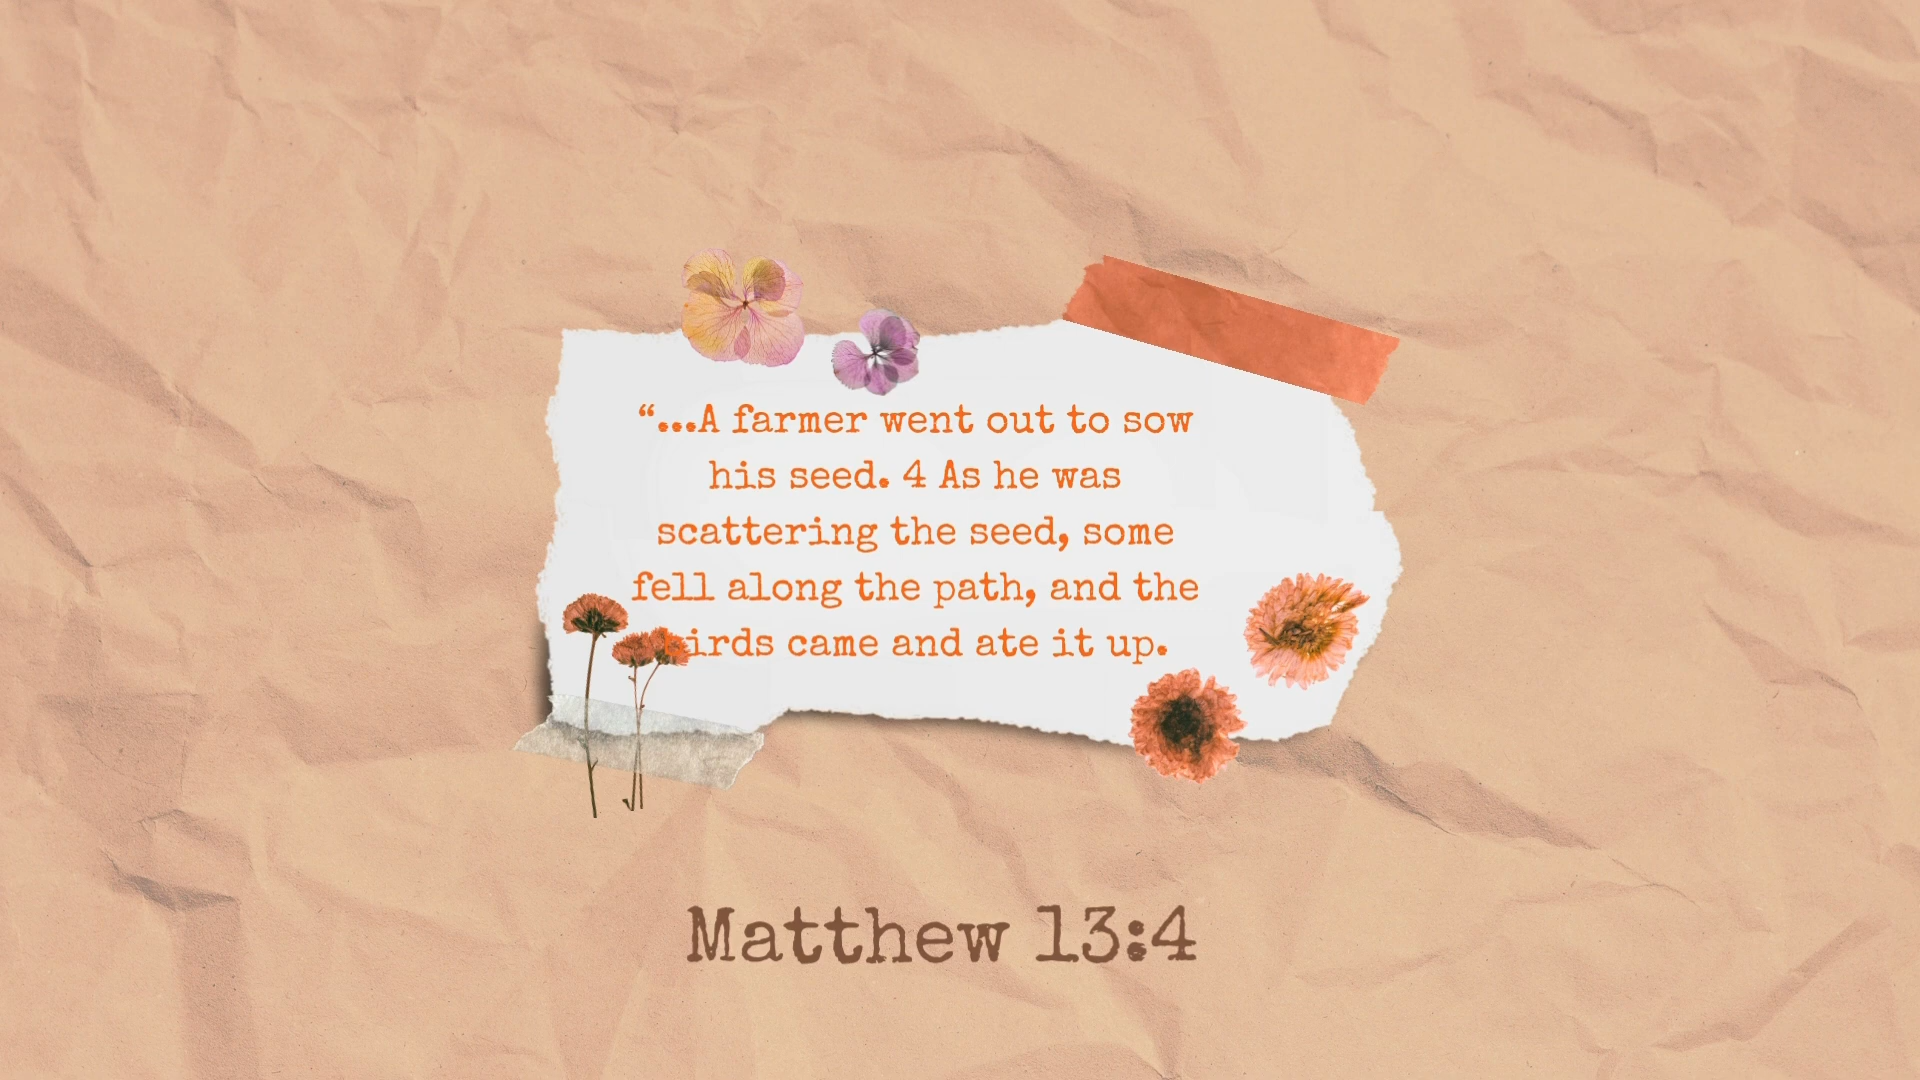 “...A farmer went out to sow
his seed. 4 As he was
scattering the seed, some
fell along the path, and the
irds came and ate it up.
Matthew 13:4